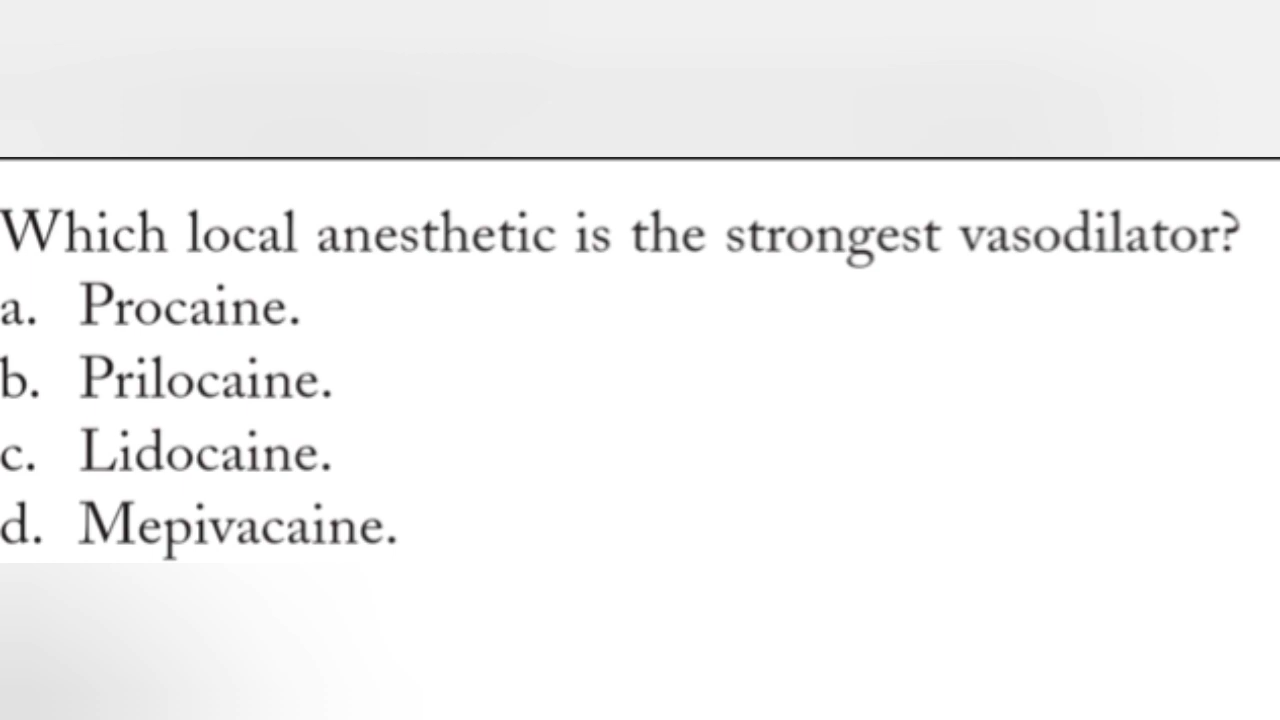 Which local anesthetic is the strongest vasodilator?
a. Procaine.
b. Prilocaine.
c. Lidocaine.
d. Mepivacaine.